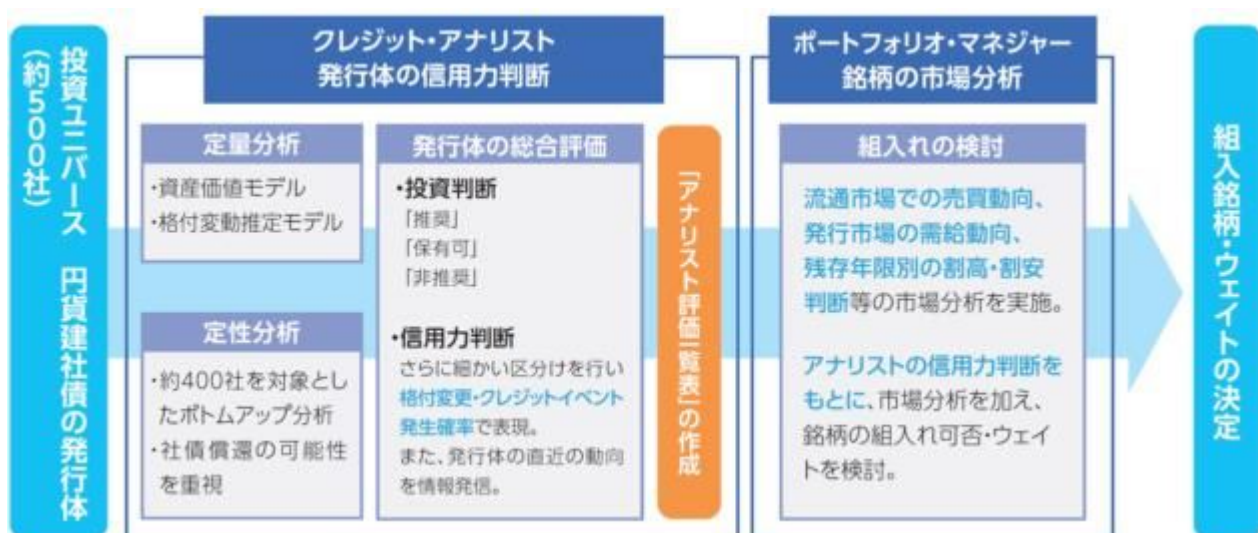 投資ユニバース 円貨建社債の発行体
(約500社)
クレジット・アナリスト
発行体の信用力判断
定量分析
・資産価値モデル
・格付変動推定モデル
定性分析
・約400社を対象とし
たボトムアップ分析
・社債償還の可能性
を重視
発行体の総合評価
・投資判断
「推奨」
「保有可」
「非推奨」
・信用力判断
さらに細かい区分けを行い
格付変更・クレジットイベント
発生確率で表現。
また、発行体の直近の動向
を情報発信。
「アナリスト評価一覧表」の作成
ポートフォリオ・マネジャー
銘柄の市場分析
組入れの検討
流通市場での売買動向、
発行市場の需給動向、
残存年限別の割高・割安
判断等の市場分析を実施。
アナリストの信用力判断を
もとに、市場分析を加え、
銘柄の組入れ可否・ウェイ
トを検討。
組入銘柄・ウェイトの決定